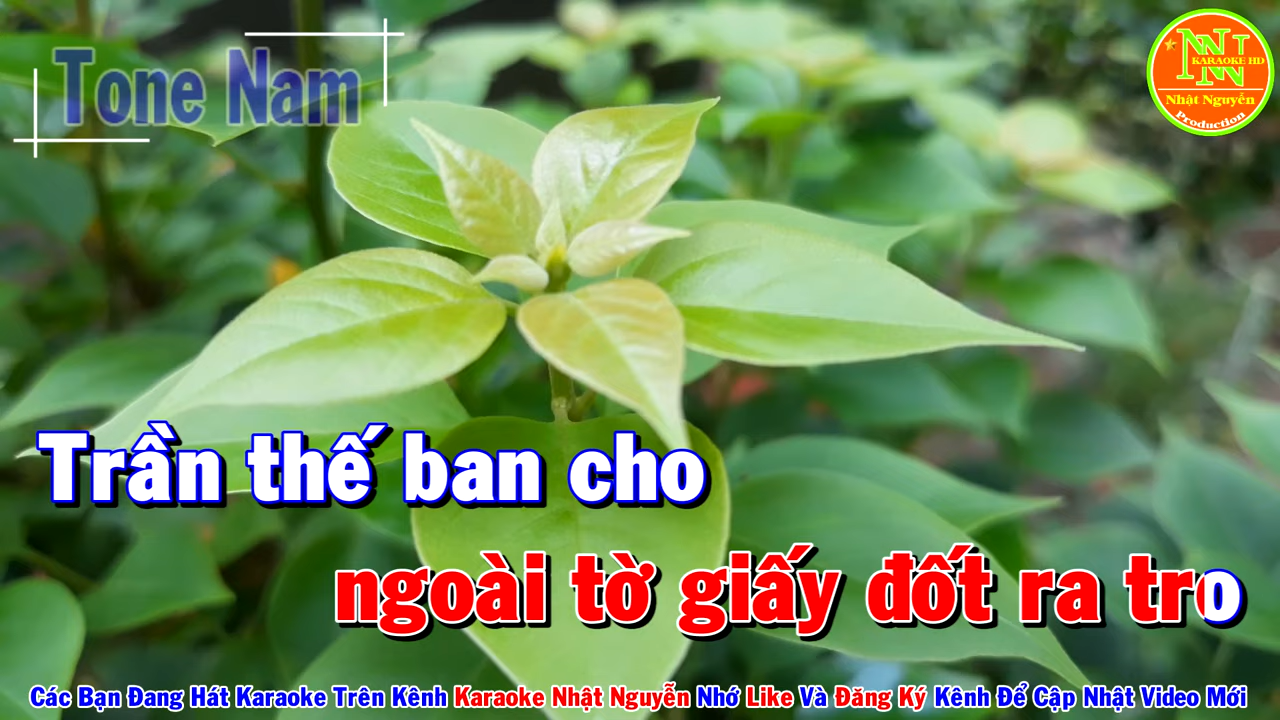 Tone Nam
NN
KARAOKE HD
Nhật Nguyễn
Production
Trần thế ban cho
ngoài tờ giấy đốt ra tro
Các Bạn Đang Hát Karaoke Trên Kênh Karaoke Nhật Nguyễn Nhớ Like Và Đăng Ký Kênh Để Cập Nhật Video Mới